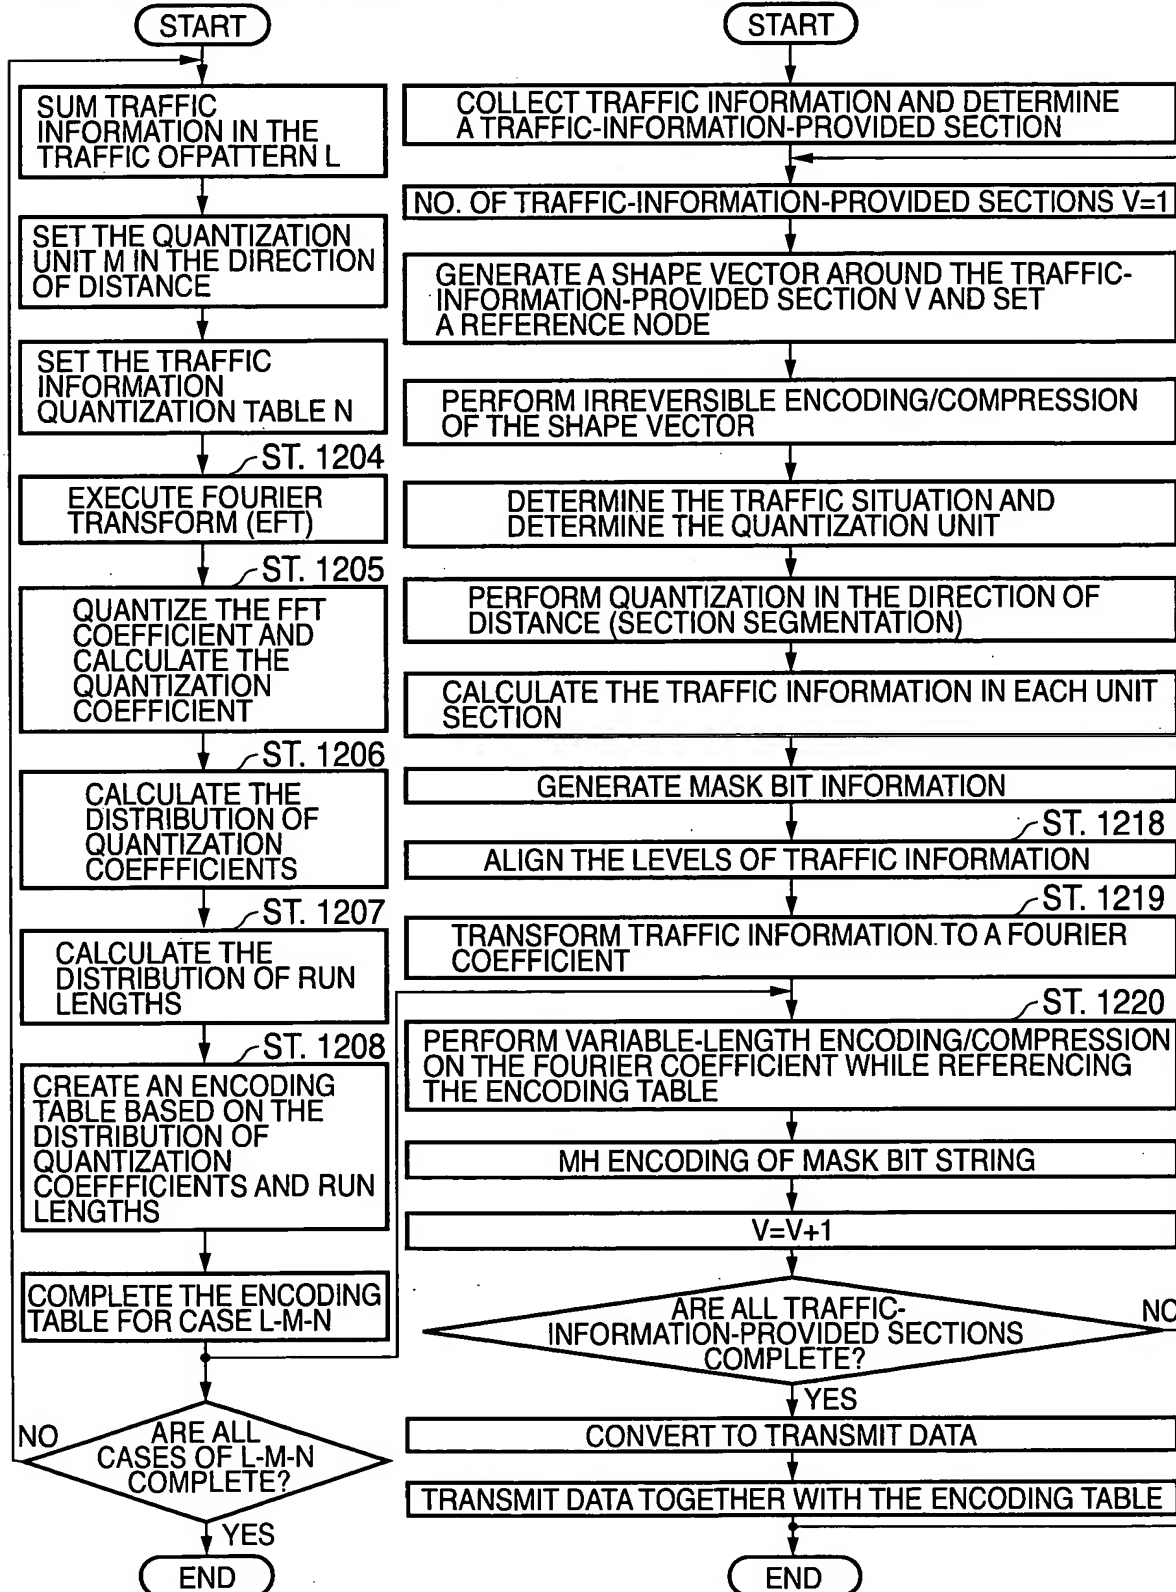 START
SUM TRAFFIC
INFORMATION IN THE
TRAFFIC OFPATTERN L
SET THE QUANTIZATION
UNIT M IN THE DIRECTION
OF DISTANCE
SET THE TRAFFIC
INFORMATION
QUANTIZATION TABLE N
ST. 1204
EXECUTE FOURIER
TRANSFORM (EFT)
ST. 1205
QUANTIZE THE FFT
COEFFICIENT AND
CALCULATE THE
QUANTIZATION
COEFFICIENT
ST. 1206
CALCULATE THE
DISTRIBUTION OF
QUANTIZATION
COEFFFICIENTS
ST. 1207
CALCULATE THE
DISTRIBUTION OF RUN
LENGTHS
ST. 1208
CREATE AN ENCODING
TABLE BASED ON THE
DISTRIBUTION OF
QUANTIZATION
COEFFFICIENTS AND RUN
LENGTHS
COMPLETE THE ENCODING
TABLE FOR CASE L-M-N
NO
ARE ALL
CASES OF L-M-N
COMPLETE?
YES
END
START
COLLECT TRAFFIC INFORMATION AND DETERMINE
A TRAFFIC-INFORMATION-PROVIDED SECTION
NO. OF TRAFFIC-INFORMATION-PROVIDED SECTIONS V=1
GENERATE A SHAPE VECTOR AROUND THE TRAFFIC-
INFORMATION-PROVIDED SECTION V AND SET
A REFERENCE NODE
PERFORM IRREVERSIBLE ENCODING/COMPRESSION
OF THE SHAPE VECTOR
DETERMINE THE TRAFFIC SITUATION AND
DETERMINE THE QUANTIZATION UNIT
PERFORM QUANTIZATION IN THE DIRECTION OF
DISTANCE (SECTION SEGMENTATION)
CALCULATE THE TRAFFIC INFORMATION IN EACH UNIT
SECTION
GENERATE MASK BIT INFORMATION
ST. 1218
ALIGN THE LEVELS OF TRAFFIC INFORMATION
ST. 1219
TRANSFORM TRAFFIC INFORMATION TO A FOURIER
COEFFICIENT
ST. 1220
PERFORM VARIABLE-LENGTH ENCODING/COMPRESSION
ON THE FOURIER COEFFICIENT WHILE REFERENCING
THE ENCODING TABLE
MH ENCODING OF MASK BIT STRING
V=V+1
ARE ALL TRAFFIC-
INFORMATION-PROVIDED SECTIONS
COMPLETE?
NO
YES
CONVERT TO TRANSMIT DATA
TRANSMIT DATA TOGETHER WITH THE ENCODING TABLE
END